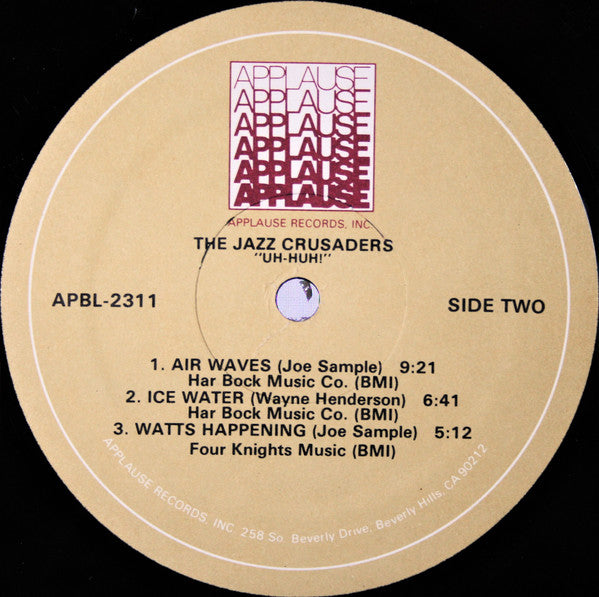 APPLAUSE
APPLAUSE
APPLAUSE
APPLAUSE
APPLAUSE
APPLAUSE
APPLAUSE RECORDS, INC.
THE JAZZ CRUSADERS
"UH-HUH!"
APBL-2311
SIDE TWO
1. AIR WAVES (Joe Sample) 9:21
Har Bock Music Co. (BMI)
2. ICE WATER (Wayne Henderson) 6:41
Har Bock Music Co. (BMI)
3. WATTS HAPPENING (Joe Sample) 5:12
Four Knights Music (BMI)
APPLAUSE RECORDS, INC. 258 So. Beverly Drive, Beverly Hills, CA 90212